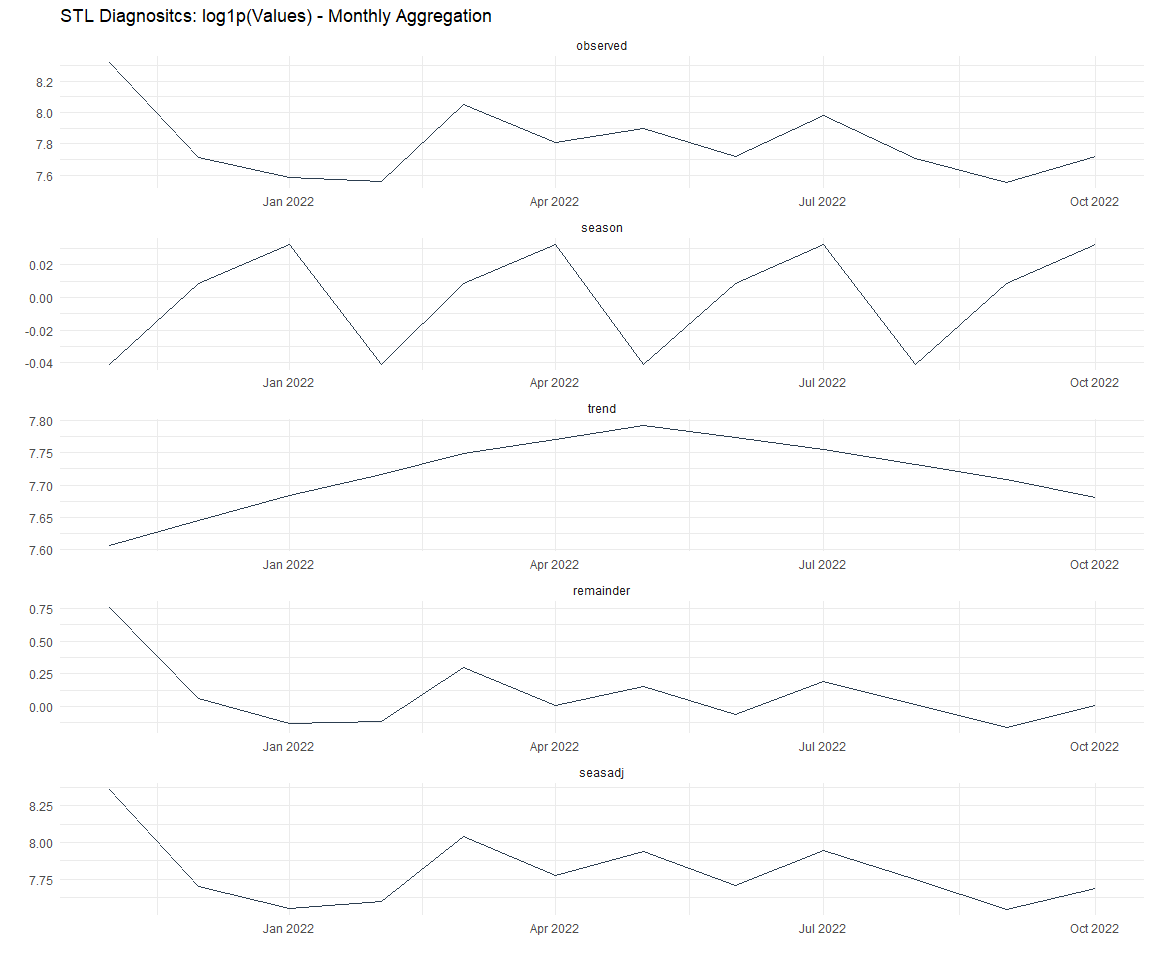 STL Diagnositcs: log1p(Values) - Monthly Aggregation
observed
8.2
8.0
7.8
7.6
Jan 2022 Apr 2022 Jul 2022 Oct 2022
season
0.02
0.00
-0.02
-0.04
Jan 2022 Apr 2022 Jul 2022 Oct 2022
trend
7.80
7.75
7.70
7.65
7.60
Jan 2022 Apr 2022 Jul 2022 Oct 2022
remainder
0.75
0.50
0.25
0.00
Jan 2022 Apr 2022 Jul 2022 Oct 2022
seasadj
8.25
8.00
7.75
Jan 2022 Apr 2022 Jul 2022 Oct 2022